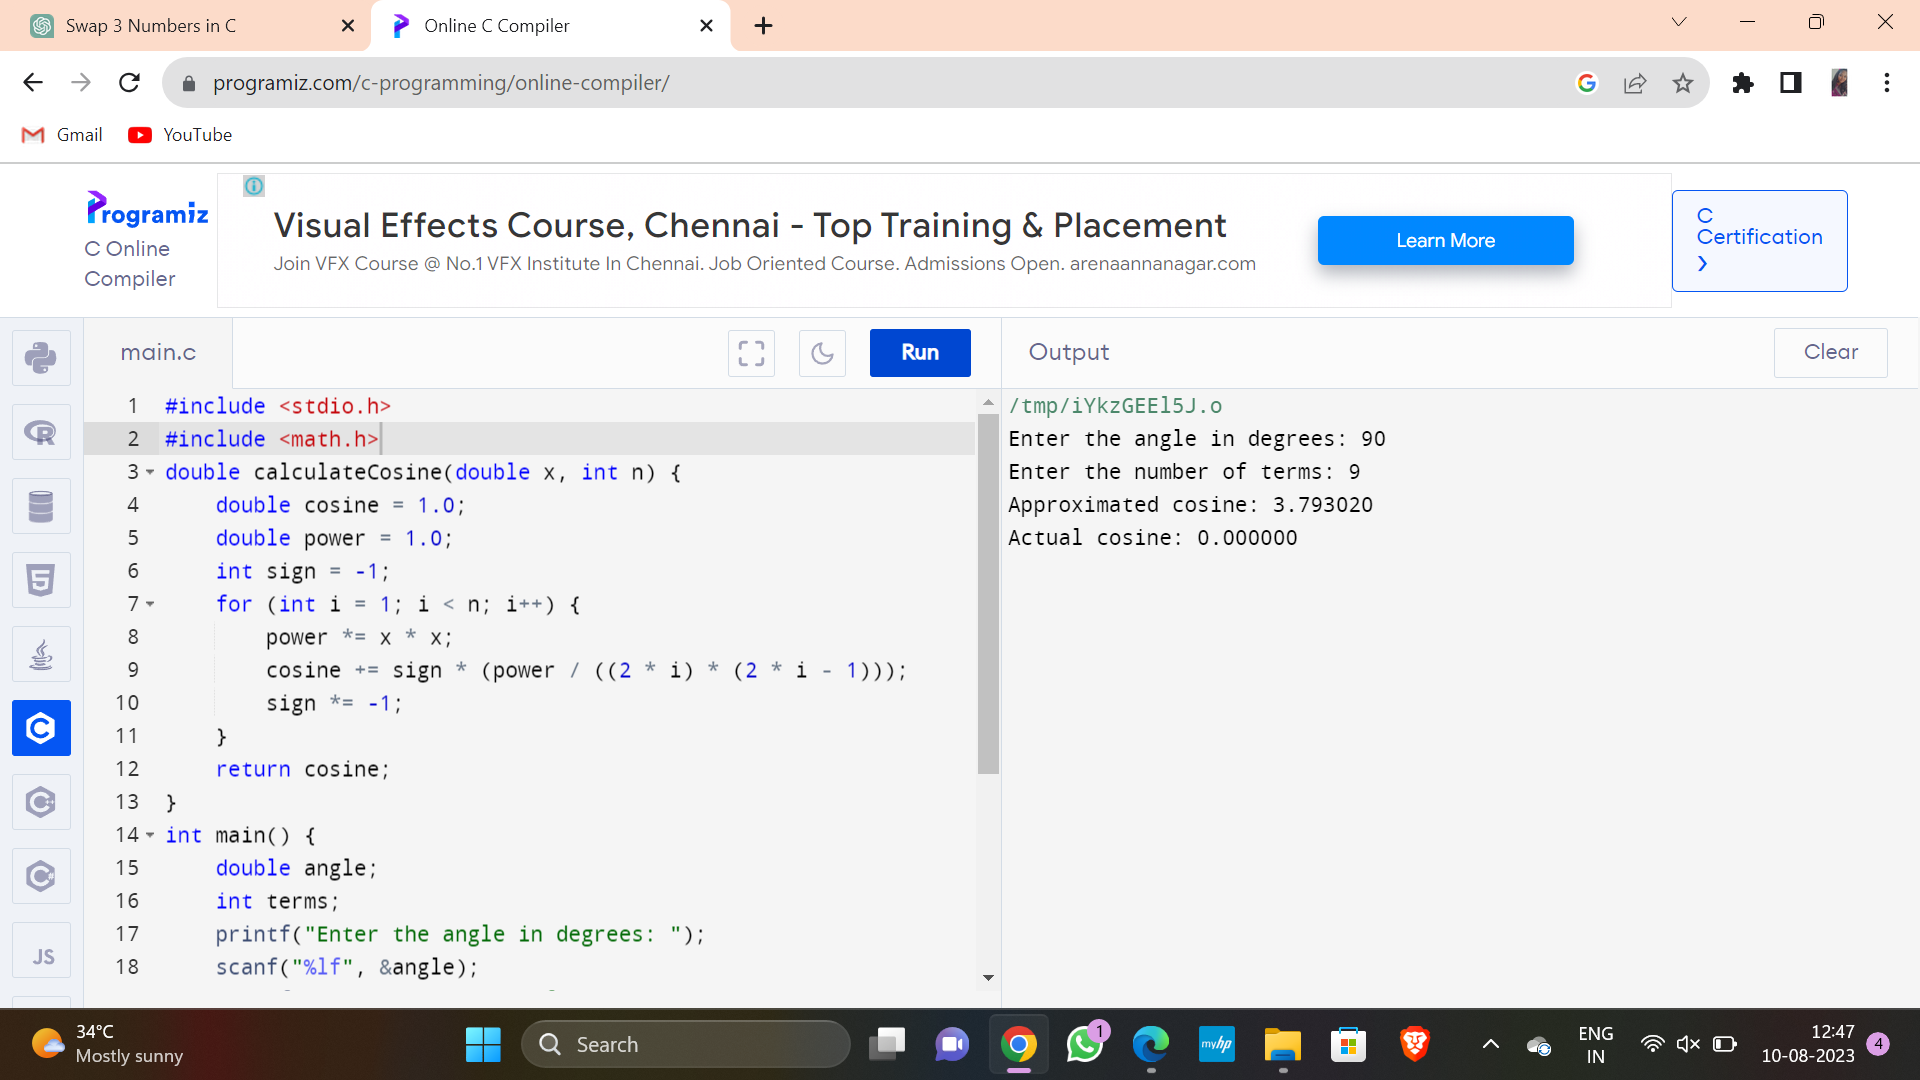 Swap 3 Numbers in C
Online C Compiler
programiz.com/c-programming/online-compiler/
Gmail
YouTube
Programiz
C Online
Compiler
Visual Effects Course, Chennai - Top Training & Placement
Join VFX Course @ No.1 VFX Institute In Chennai. Job Oriented Course. Admissions Open. arenaannanagar.com
Learn More
C
Certification
main.c
Run
Output
Clear
1 #include <stdio.h>
2 #include <math.h>
3 double calculateCosine(double x, int n) {
4 double cosine = 1.0;
5 double power = 1.0;
6 int sign = -1;
7 for (int i = 1; i < n; i++) {
8 power *= x * x;
9 cosine += sign * (power / ((2 * i) * (2 * i - 1)));
10 sign *= -1;
11 }
12 return cosine;
13 }
14 int main() {
15 double angle;
16 int terms;
17 printf("Enter the angle in degrees: ");
18 scanf("%lf", &angle);
/tmp/iYkzGEEl5J.o
Enter the angle in degrees: 90
Enter the number of terms: 9
Approximated cosine: 3.793020
Actual cosine: 0.000000
JS
34°C
Mostly sunny
Search
1
myhp
ENG
IN
12:47
10-08-2023
4